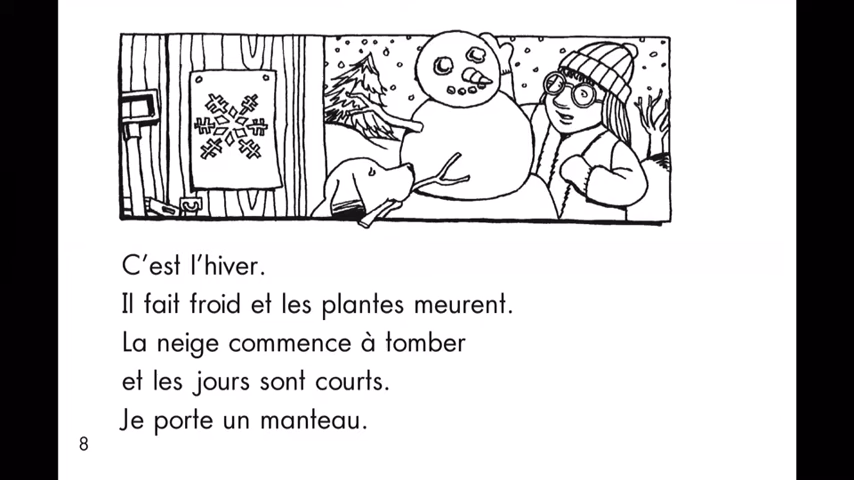 C'est l'hiver.
Il fait froid et les plantes meurent.
La neige commence à tomber
et les jours sont courts.
Je porte un manteau.
8